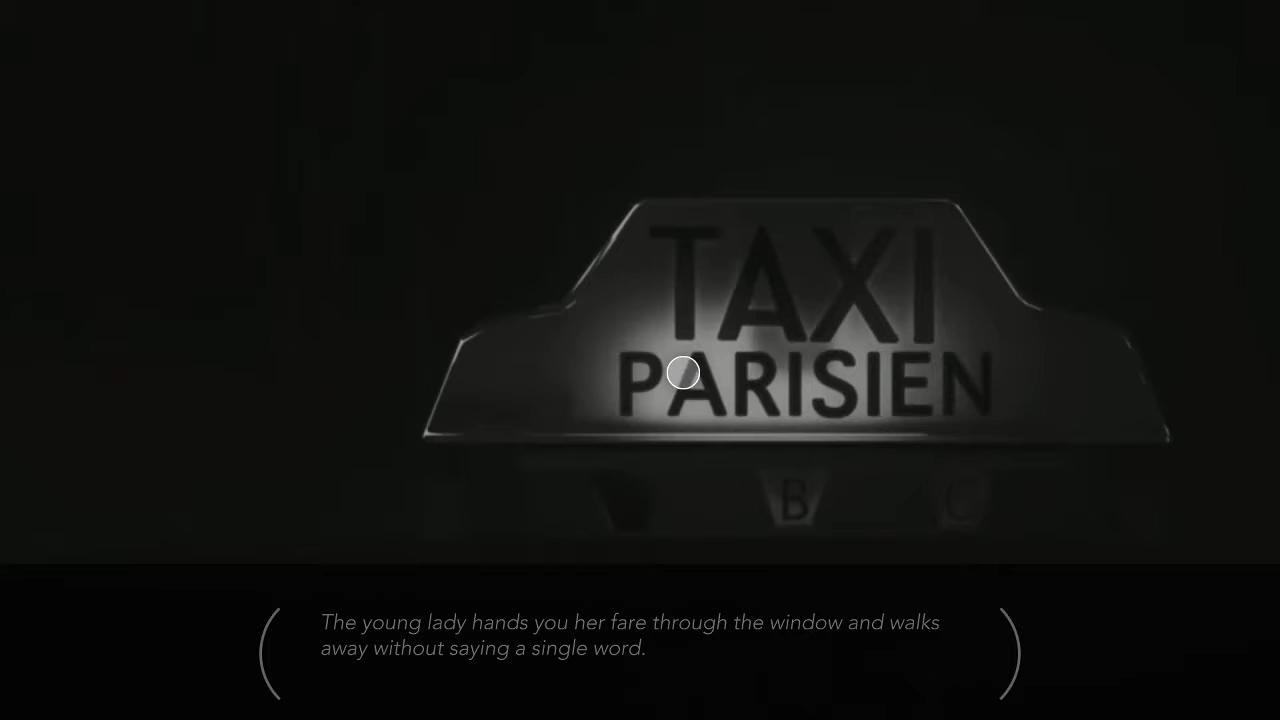 TAXI
PARISIEN
B
C
The young lady hands you her fare through the window and walks
away without saying a single word.